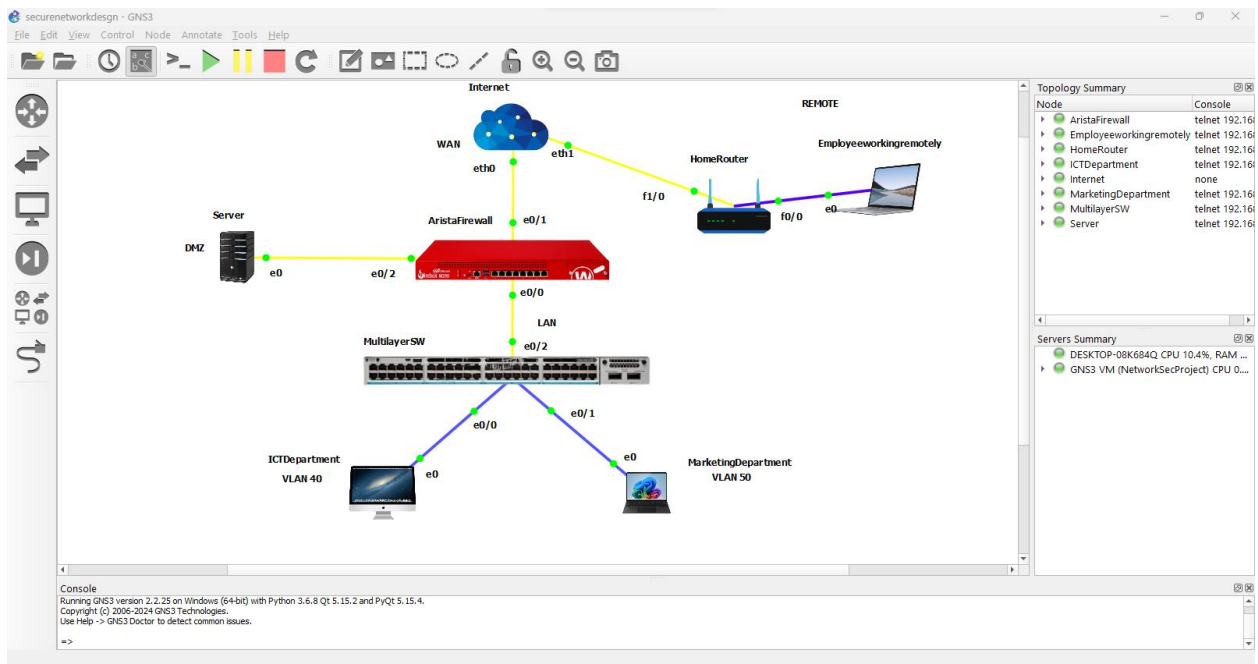 securenetworkdesgn - GNS3
File Edit View Control Node Annotate Tools Help
Internet
WAN
eth0
eth1
REMOTE
HomeRouter
Employeeworkingremotely
f1/0
f0/0
e0
Server
DMZ
e0
AristaFirewall
e0/1
e0/2
e0/0
LAN
MultilayerSW
e0/2
e0/0
e0/1
ICTDepartment
VLAN 40
e0
e0
MarketingDepartment
VLAN 50
Topology Summary
Node Console
AristaFirewall telnet 192.16
Employeeworkingremotely telnet 192.16
HomeRouter telnet 192.16
ICTDepartment telnet 192.16
Internet none
MarketingDepartment telnet 192.16
MultilayerSW telnet 192.16
Server telnet 192.16
Servers Summary
DESKTOP-08K684Q CPU 10.4%, RAM ...
GNS3 VM (NetworkSecProject) CPU 0....
Console
Running GNS3 version 2.2.25 on Windows (64-bit) with Python 3.6.8 Qt 5.15.2 and PyQt 5.15.4.
Copyright (c) 2006-2024 GNS3 Technologies.
Use Help -> GNS3 Doctor to detect common issues.
=>